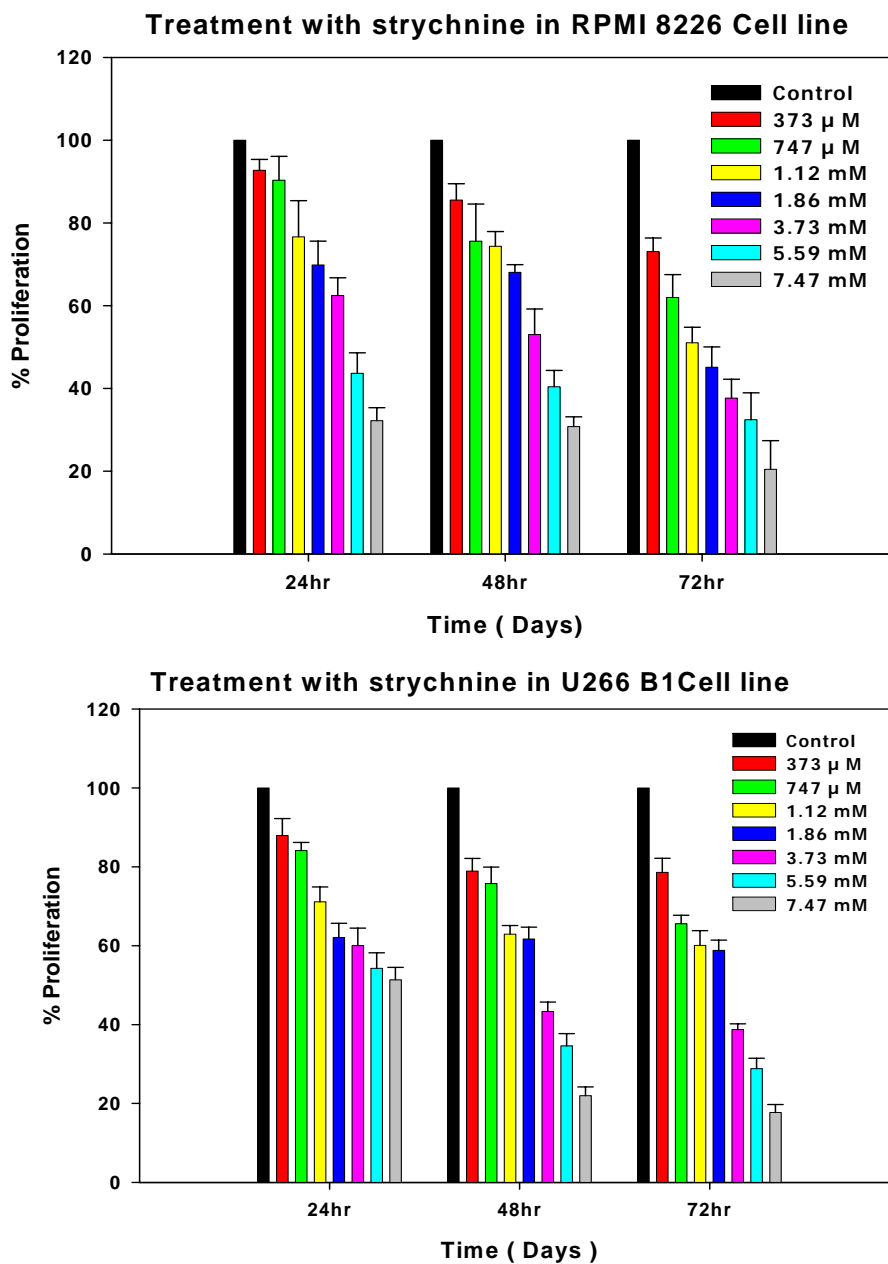 Treatment with strychnine in RPMI 8226 Cell line
120
100
80
60
40
20
0
% Proliferation
Control
373 µ M
747 µ M
1.12 mM
1.86 mM
3.73 mM
5.59 mM
7.47 mM
24hr 48hr 72hr
Time ( Days)
Treatment with strychnine in U266 B1Cell line
120
100
80
60
40
20
0
% Proliferation
Control
373 µ M
747 µ M
1.12 mM
1.86 mM
3.73 mM
5.59 mM
7.47 mM
24hr 48hr 72hr
Time ( Days )